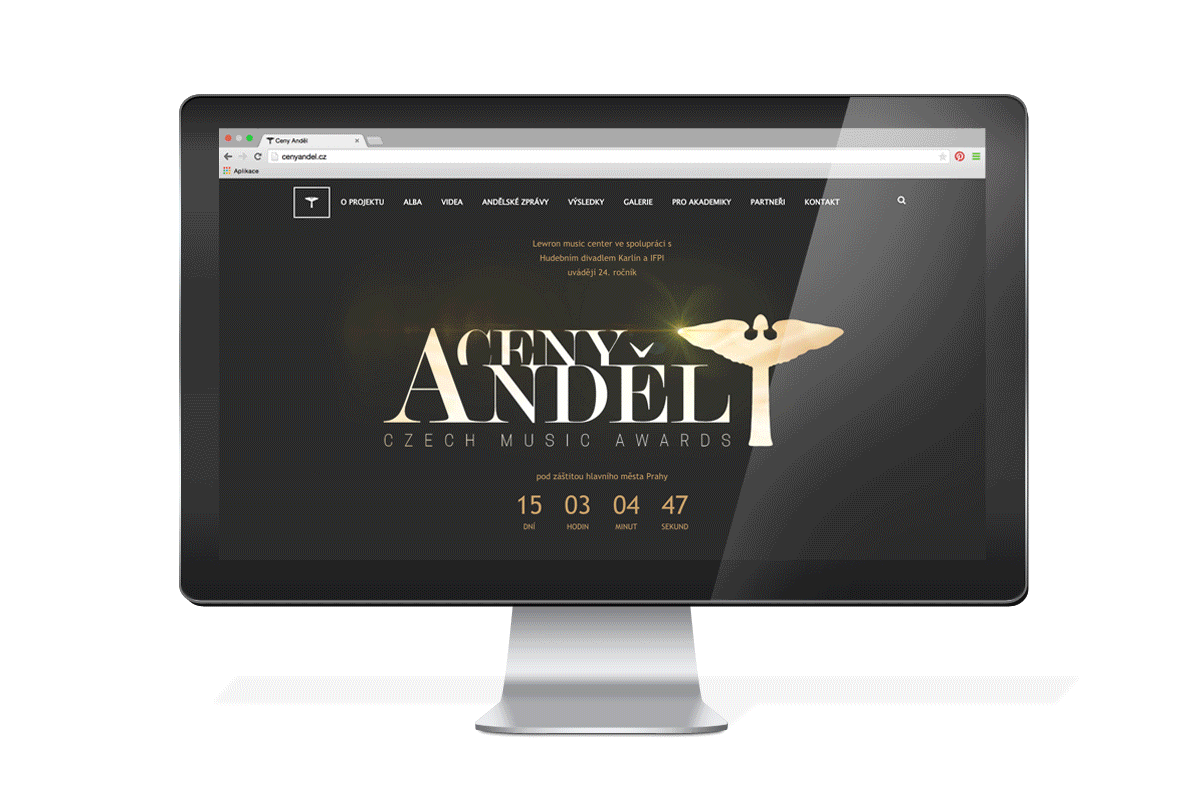 Ceny Anděl
cenyandel.cz
Aplikace
O PROJEKTU ALBA VIDEA ANDĚLSKÉ ZPRÁVY VÝSLEDKY GALERIE PRO AKADEMIKY PARTNEŘI KONTAKT
Lewron music center ve spolupráci s
Hudebním divadlem Karlín a IFPI
uvádějí 24. ročník
CENY
ANDĚL
CZECH MUSIC AWARDS
pod záštitou hlavního města Prahy
15 03 04 47
DNÍ HODIN MINUT SEKUND